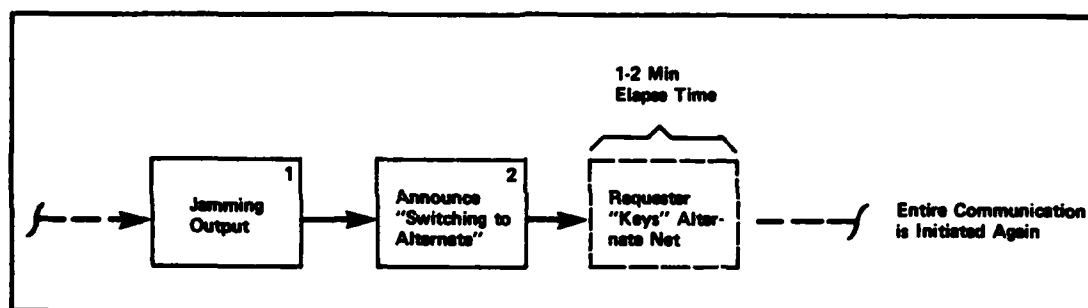 1-2 Min
Elapse Time
1
Jamming
Output
2
Announce
"Switching to
Alternate"
Requester
"Keys" Alter-
nate Net
Entire Communication
is Initiated Again